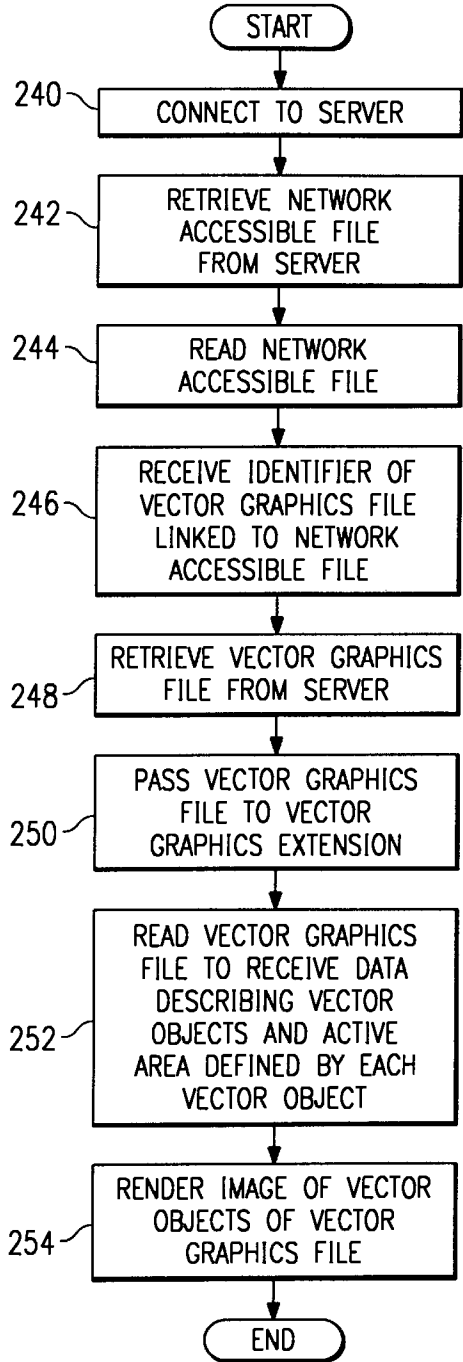 START
240
CONNECT TO SERVER
242
RETRIEVE NETWORK
ACCESSIBLE FILE
FROM SERVER
244
READ NETWORK
ACCESSIBLE FILE
246
RECEIVE IDENTIFIER OF
VECTOR GRAPHICS FILE
LINKED TO NETWORK
ACCESSIBLE FILE
248
RETRIEVE VECTOR GRAPHICS
FILE FROM SERVER
250
PASS VECTOR GRAPHICS
FILE TO VECTOR
GRAPHICS EXTENSION
252
READ VECTOR GRAPHICS
FILE TO RECEIVE DATA
DESCRIBING VECTOR
OBJECTS AND ACTIVE
AREA DEFINED BY EACH
VECTOR OBJECT
254
RENDER IMAGE OF VECTOR
OBJECTS OF VECTOR
GRAPHICS FILE
END